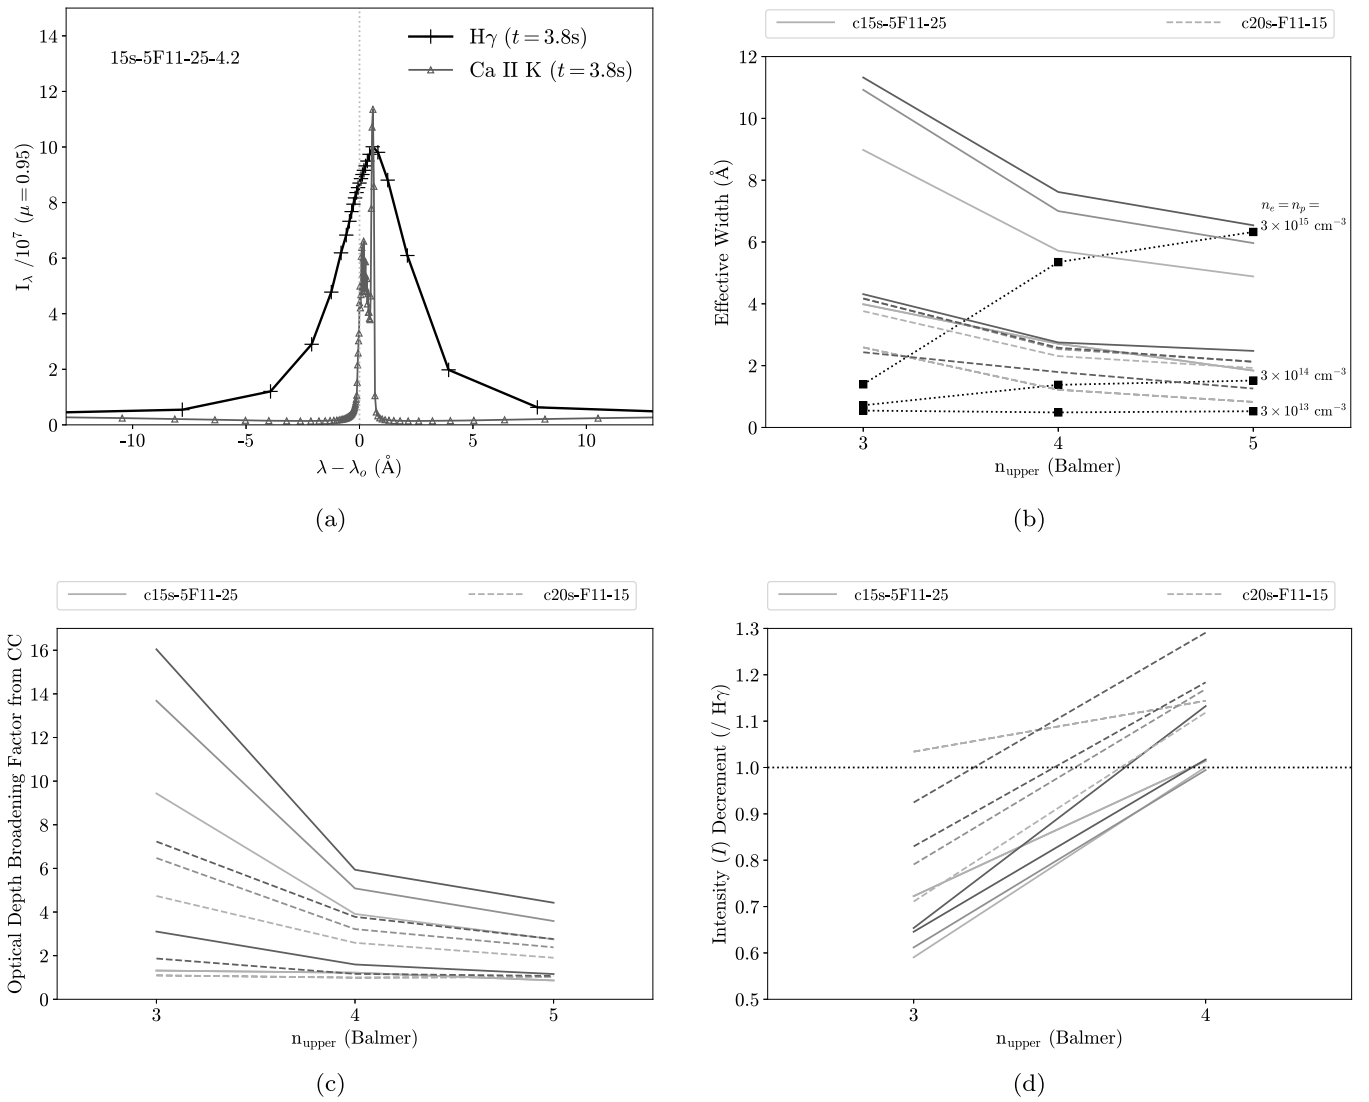 15s-5F11-25-4.2
Hγ (t = 3.8s)
Ca II K (t = 3.8s)
I_λ /10^7 (μ = 0.95)
14
12
10
8
6
4
2
0
-10 -5 0 5 10
λ − λ_o (Å)
(a)
c15s-5F11-25 c20s-F11-15
Effective Width (Å)
12
10
8
6
4
2
0
n_e = n_p =
3 × 10^15 cm^−3
3 × 10^14 cm^−3
3 × 10^13 cm^−3
3 4 5
n_upper (Balmer)
(b)
c15s-5F11-25 c20s-F11-15
Optical Depth Broadening Factor from CC
16
14
12
10
8
6
4
2
0
3 4 5
n_upper (Balmer)
(c)
c15s-5F11-25 c20s-F11-15
Intensity (I) Decrement (/ Hγ)
1.3
1.2
1.1
1.0
0.9
0.8
0.7
0.6
0.5
3 4
n_upper (Balmer)
(d)